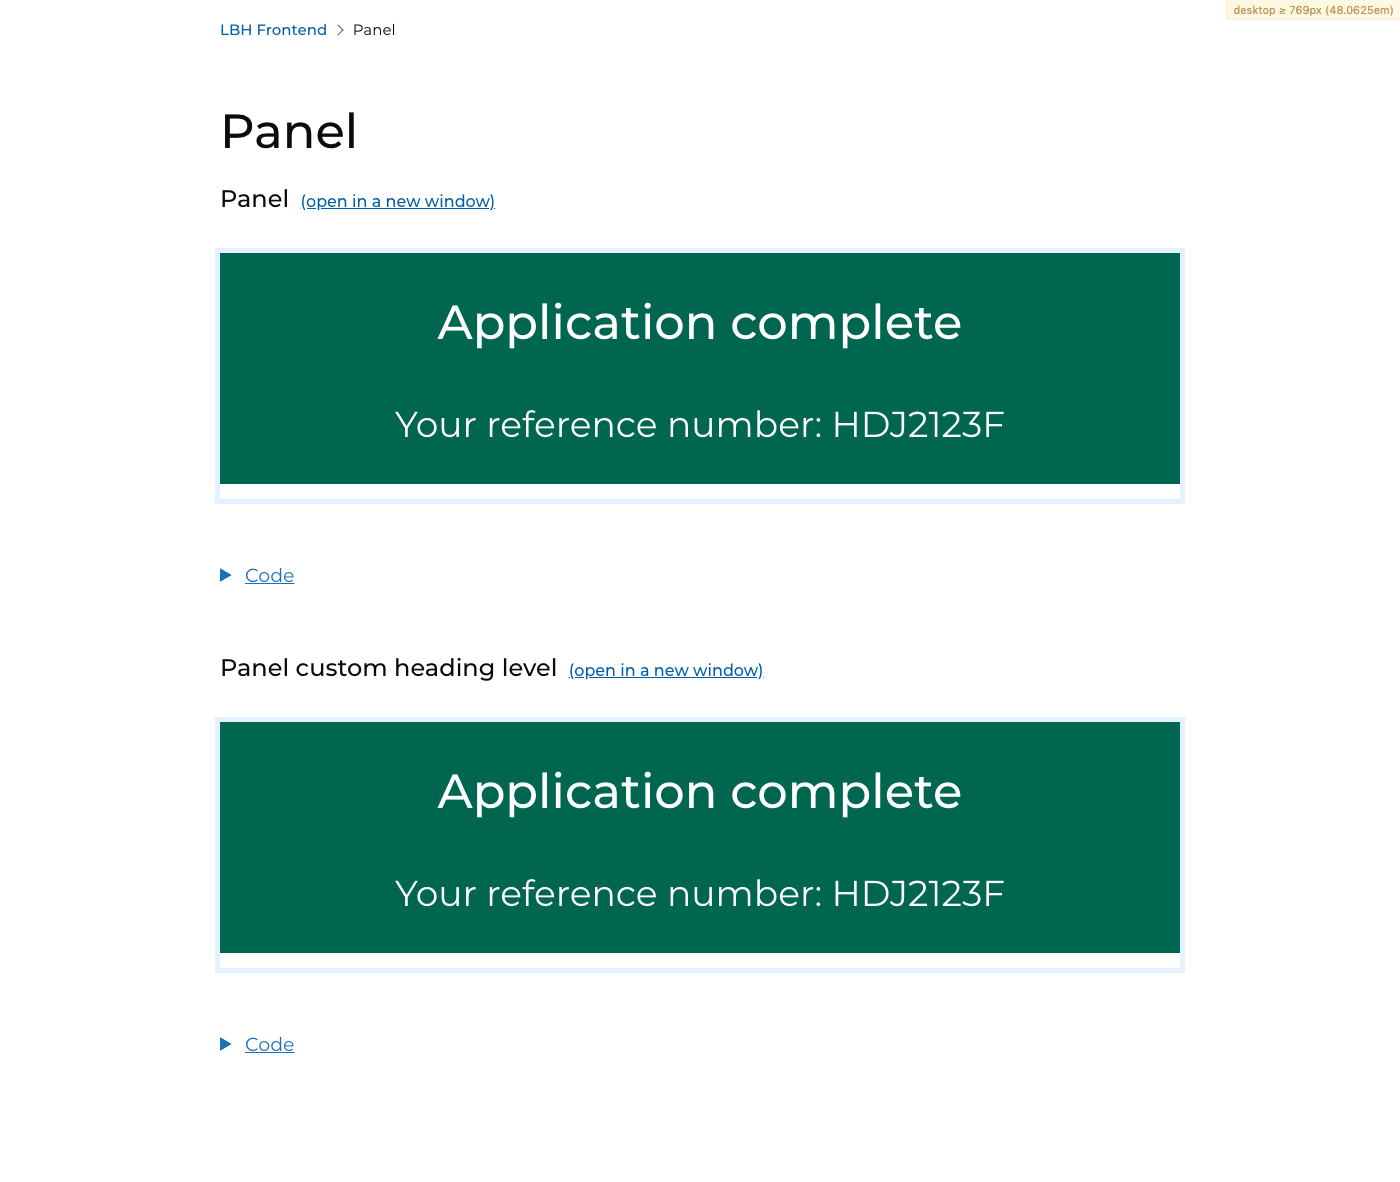 desktop ≥ 769px (48.0625em)
LBH Frontend > Panel
Panel
Panel (open in a new window)
Application complete
Your reference number: HDJ2123F
Code
Panel custom heading level (open in a new window)
Application complete
Your reference number: HDJ2123F
Code